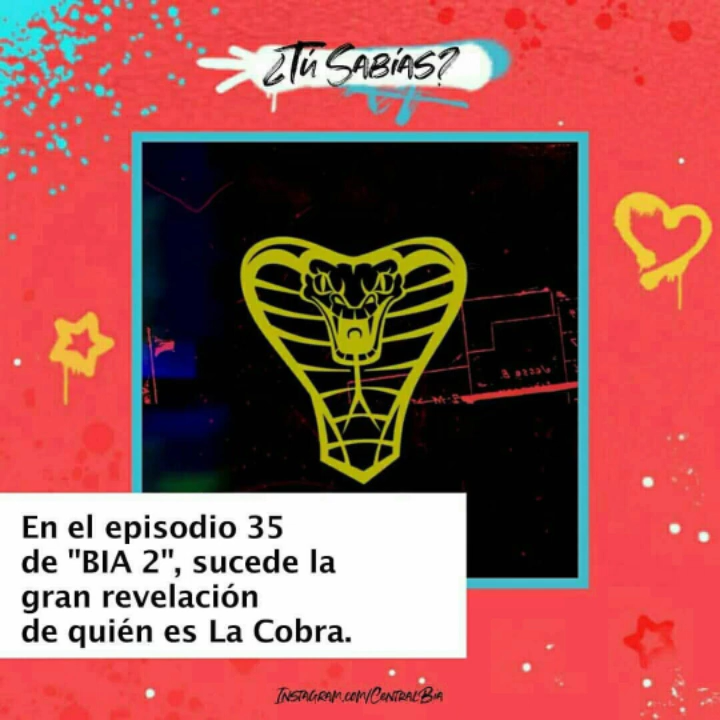 ¿Tú Sabías?
En el episodio 35
de "BIA 2", sucede la
gran revelación
de quién es La Cobra.
Instagram.com/CentralBia